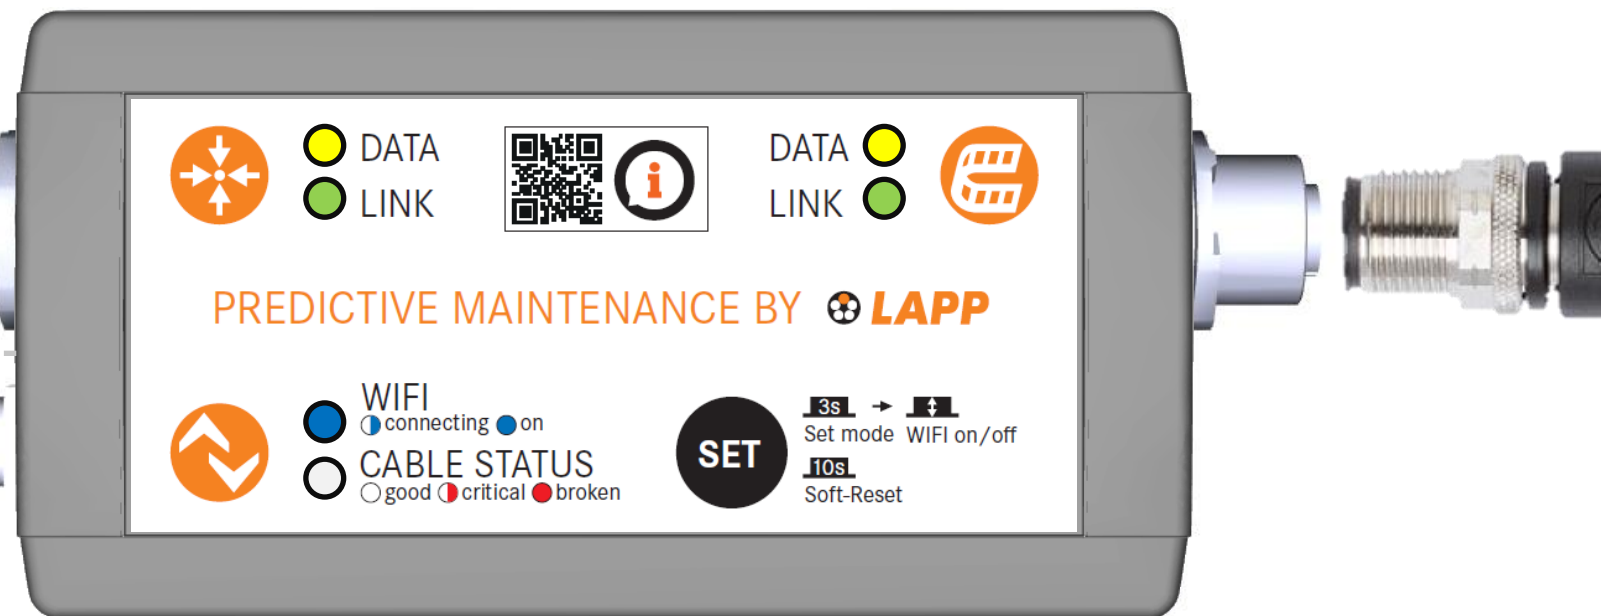 DATA
LINK
i
DATA
LINK
PREDICTIVE MAINTENANCE BY LAPP
WIFI
connecting on
CABLE STATUS
good critical broken
SET
3s
Set mode WIFI on/off
10s
Soft-Reset